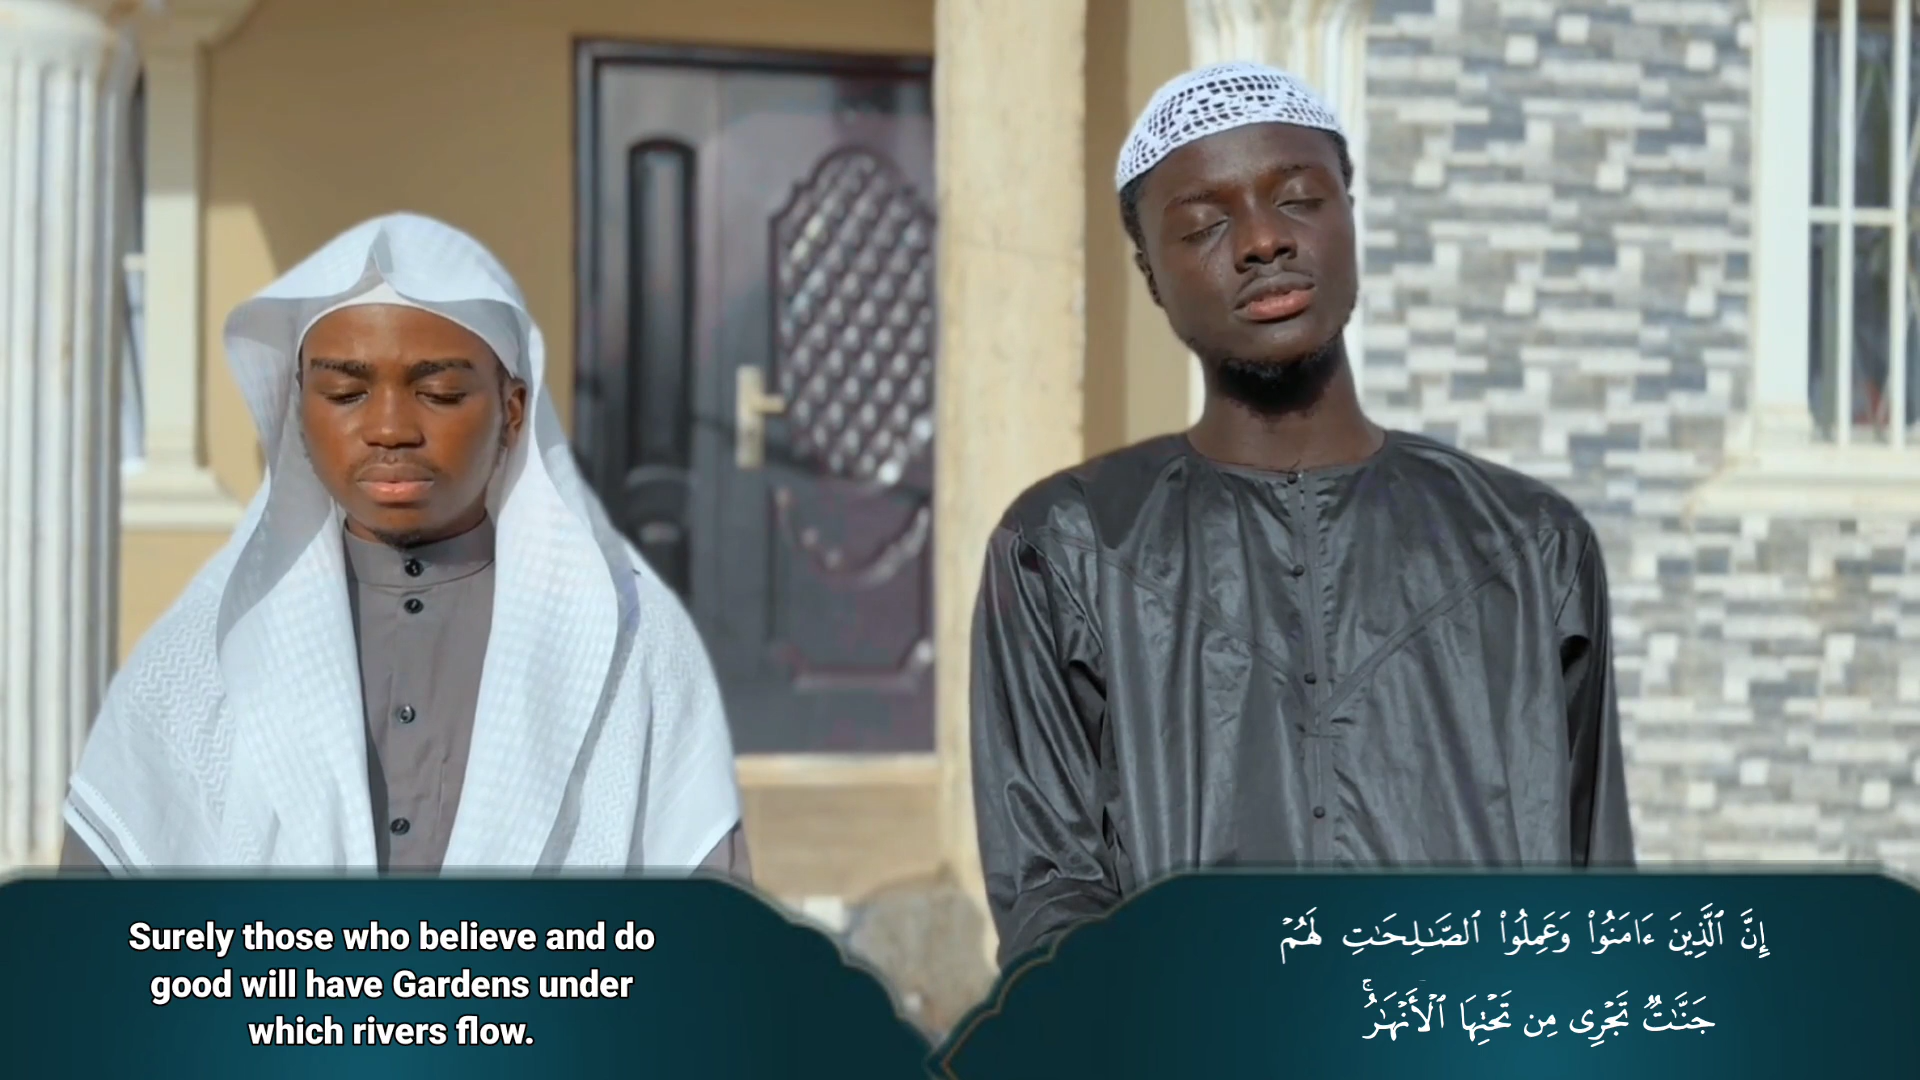 Surely those who believe and do
good will have Gardens under
which rivers flow.
إِنَّ ٱلَّذِينَ ءَامَنُوا۟ وَعَمِلُوا۟ ٱلصَّـٰلِحَـٰتِ لَهُمْ
جَنَّـٰتٌ تَجْرِى مِن تَحْتِهَا ٱلْأَنْهَـٰرُ ۚ